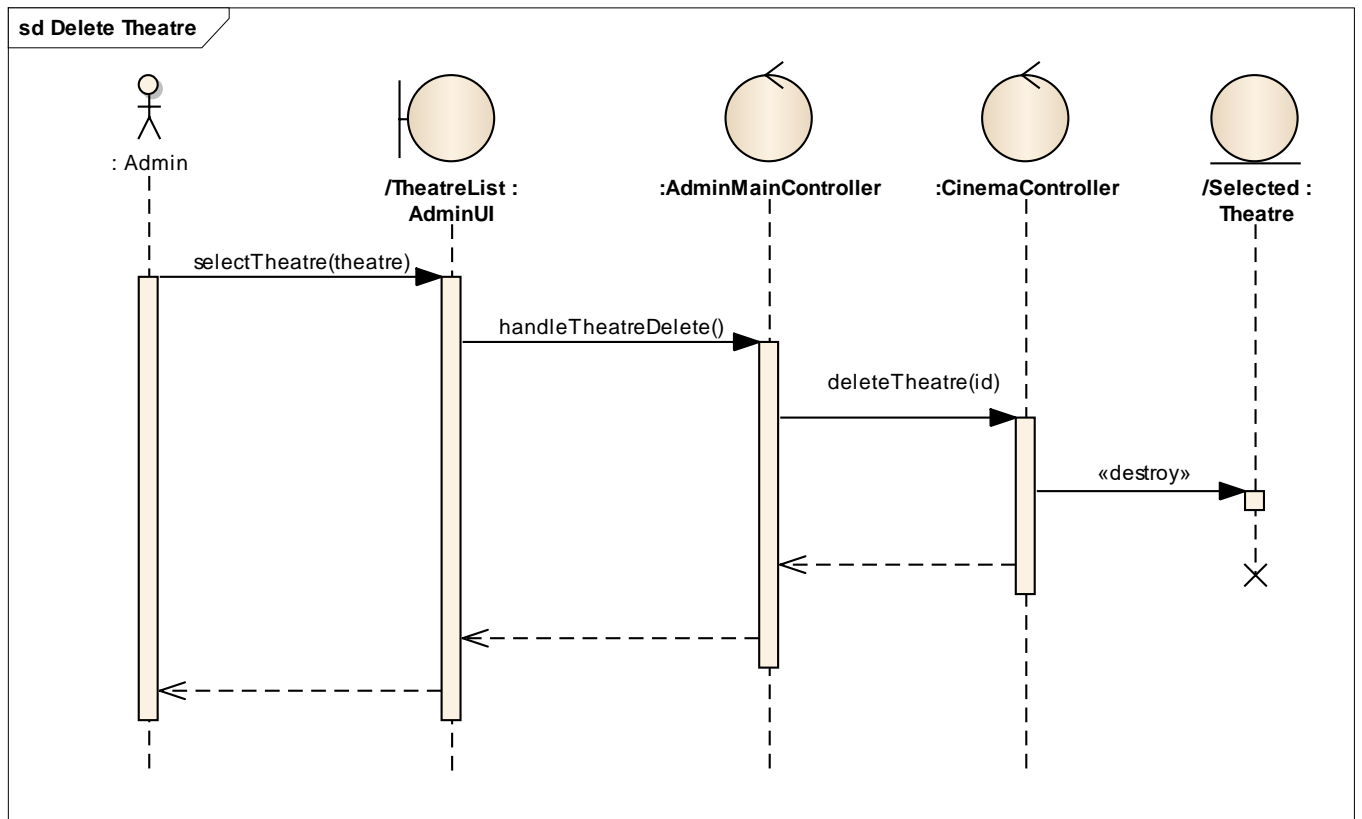 sd Delete Theatre
: Admin
/TheatreList :
AdminUI
:AdminMainController
:CinemaController
/Selected :
Theatre
selectTheatre(theatre)
handleTheatreDelete()
deleteTheatre(id)
«destroy»